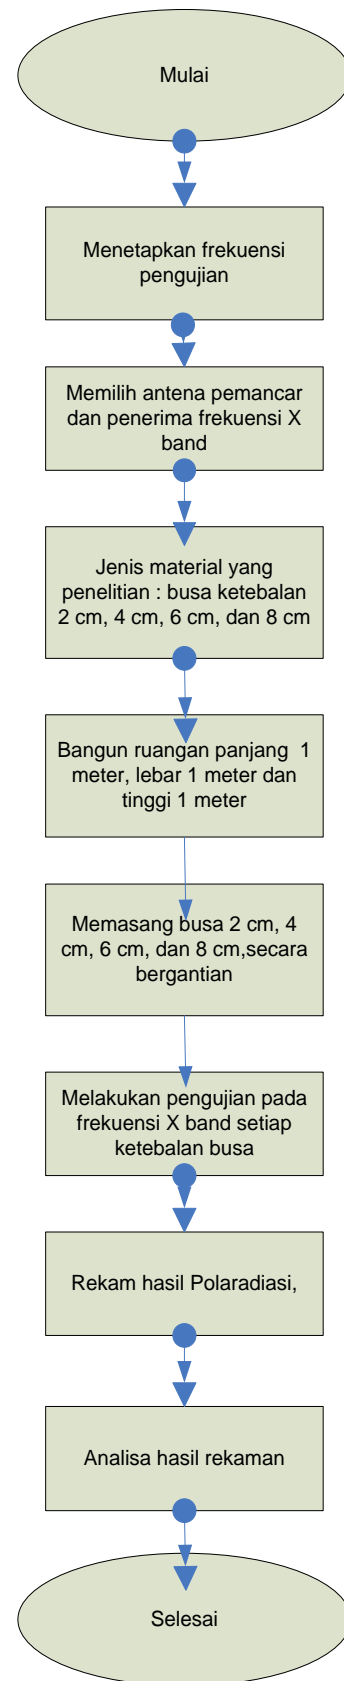 Mulai
Menetapkan frekuensi
pengujian
Memilih antena pemancar
dan penerima frekuensi X
band
Jenis material yang
penelitian : busa ketebalan
2 cm, 4 cm, 6 cm, dan 8 cm
Bangun ruangan panjang  1
meter, lebar 1 meter dan
tinggi 1 meter
Memasang busa 2 cm, 4
cm, 6 cm, dan 8 cm,secara
bergantian
Melakukan pengujian pada
frekuensi X band setiap
ketebalan busa
Rekam hasil Polaradiasi,
Analisa hasil rekaman
Selesai